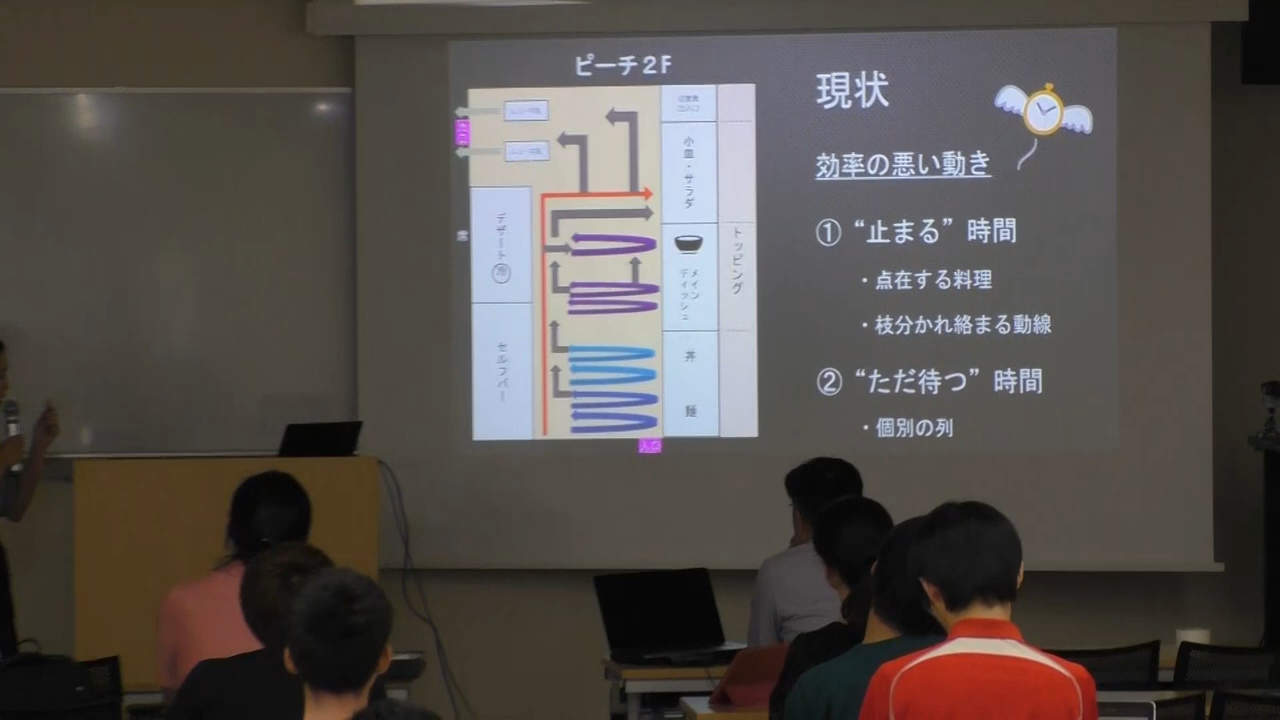 ピーチ2F
現状
効率の悪い動き
① “止まる” 時間
・点在する料理
・枝分かれ絡まる動線
② “ただ待つ” 時間
・個別の列
小皿・サラダ
トッピング
メイン
ディッシュ
丼
麺
デザート
セルフバー
入口